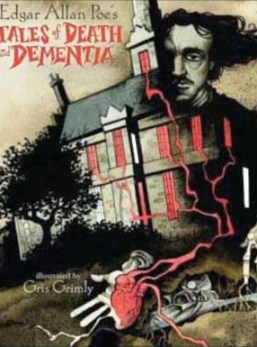 Edgar Allan Poe's
TALES of DEATH
and DEMENTIA
illustrated by
Gris Grimly